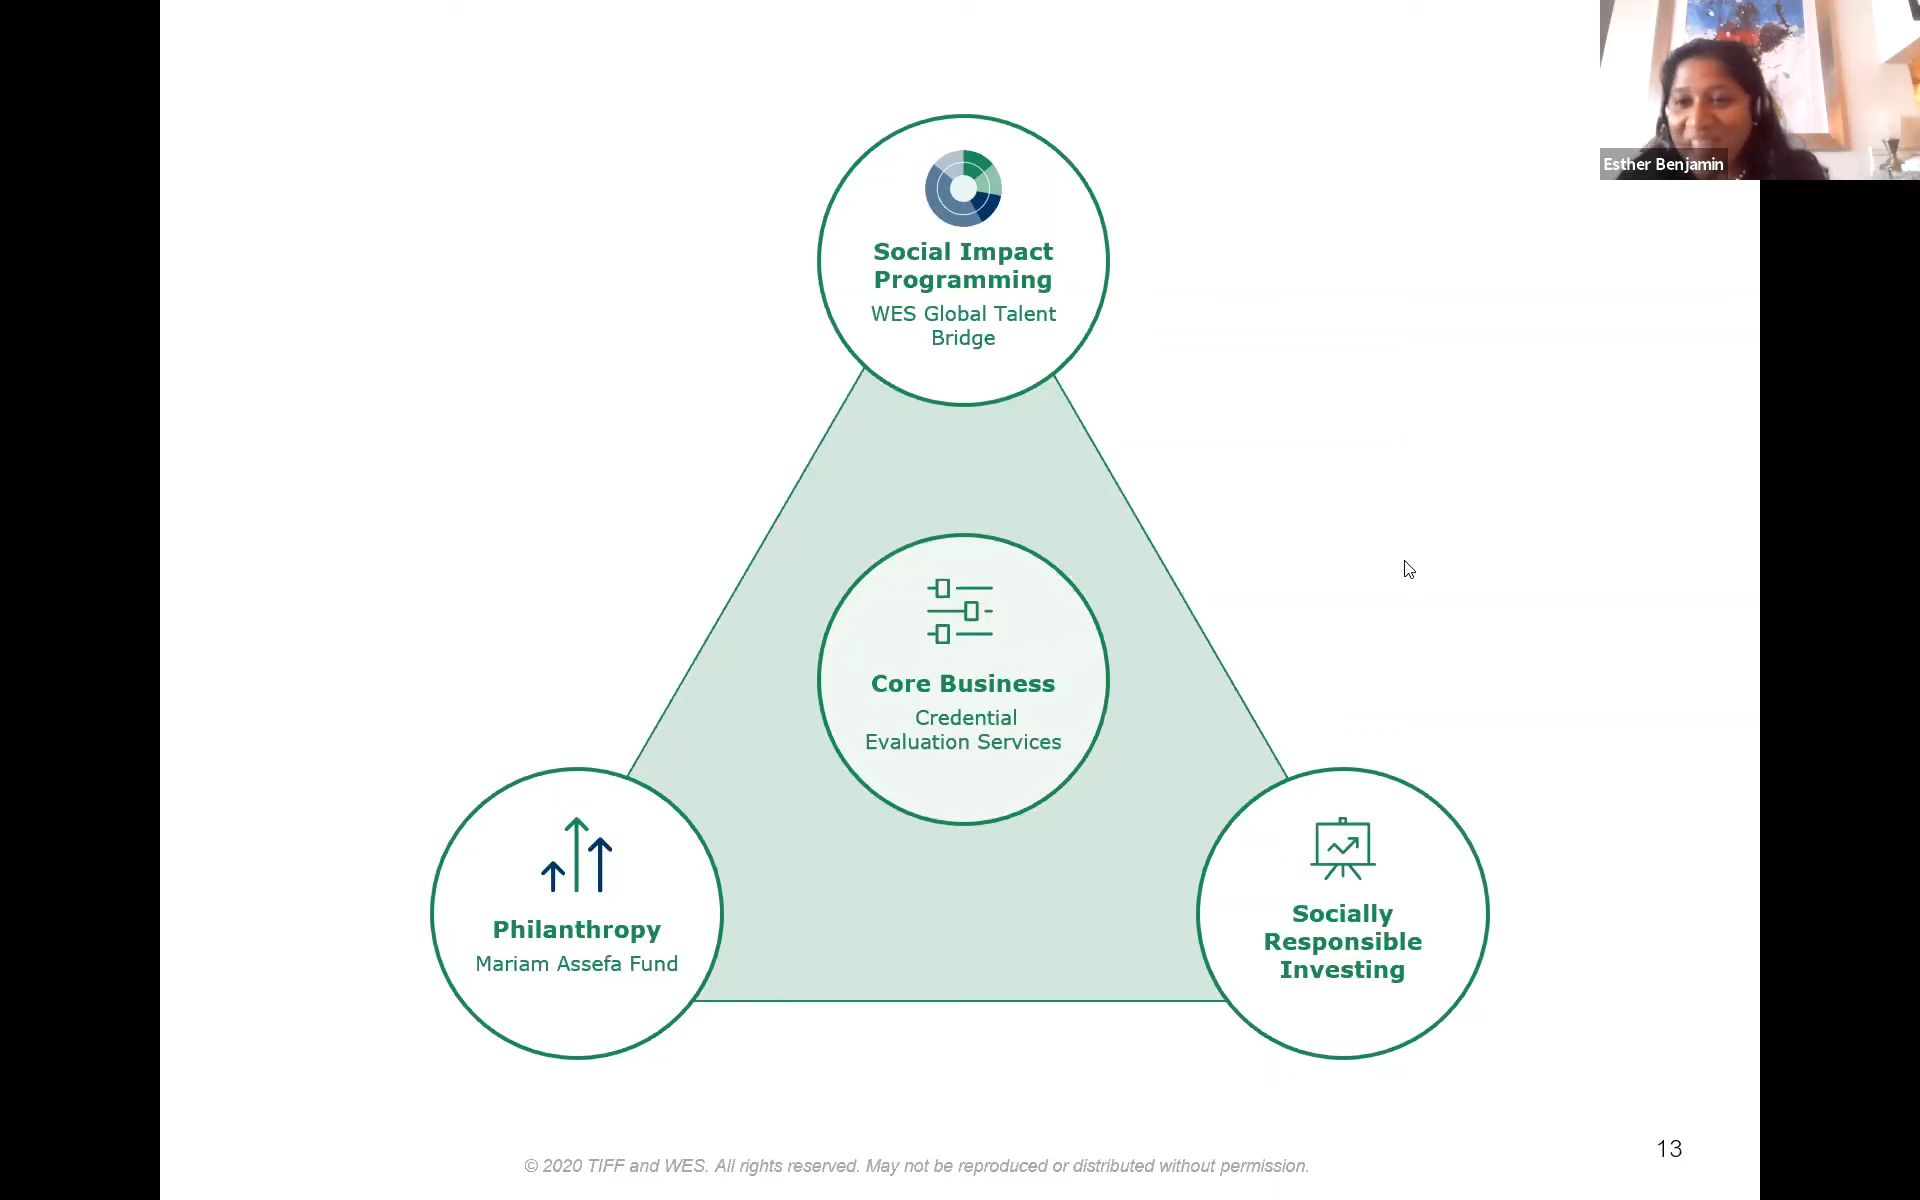 Esther Benjamin
Social Impact
Programming
WES Global Talent
Bridge
Core Business
Credential
Evaluation Services
Philanthropy
Mariam Assefa Fund
Socially
Responsible
Investing
13
© 2020 TIFF and WES. All rights reserved. May not be reproduced or distributed without permission.